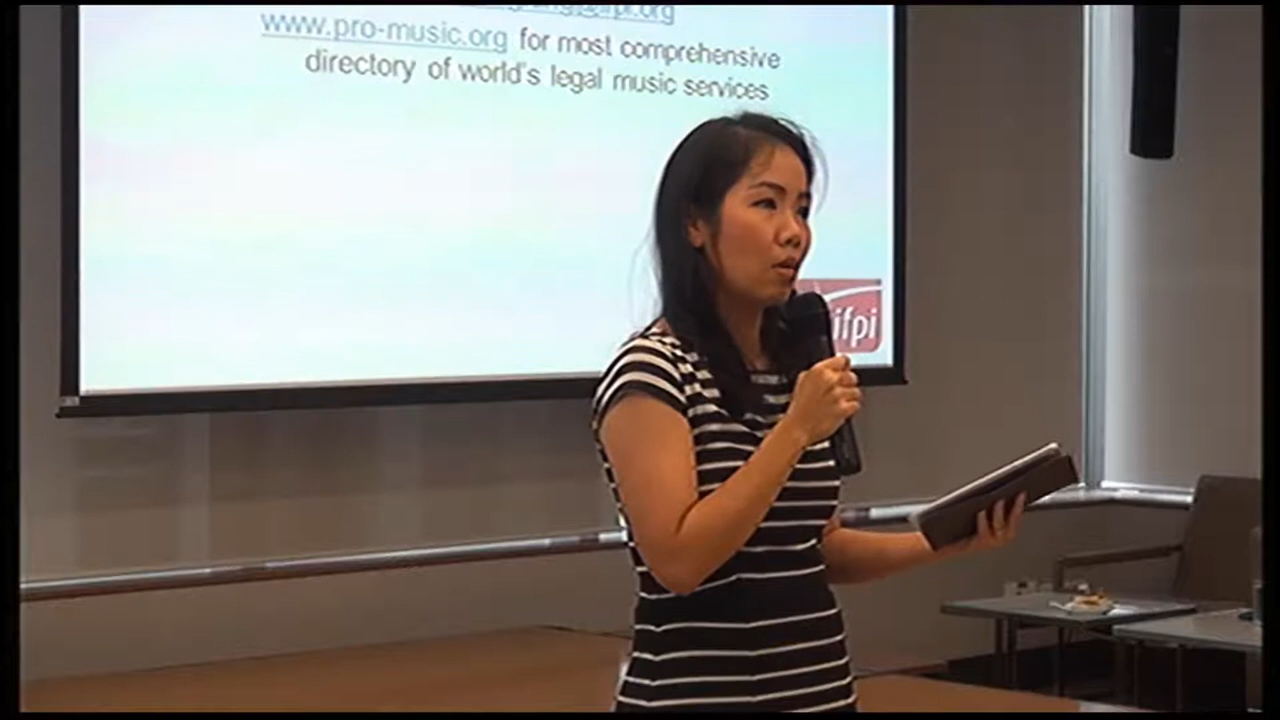 www.pro-music.org for most comprehensive
directory of world's legal music services
ifpi